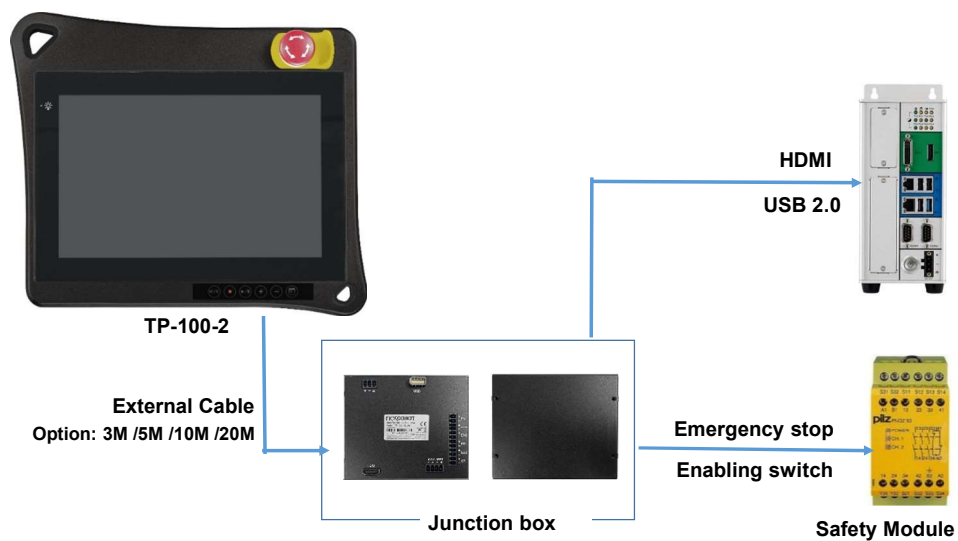 HDMI
USB 2.0
TP-100-2
External Cable
Option: 3M /5M /10M /20M
nexcobot
Emergency stop
Enabling switch
pilz
Junction box
Safety Module